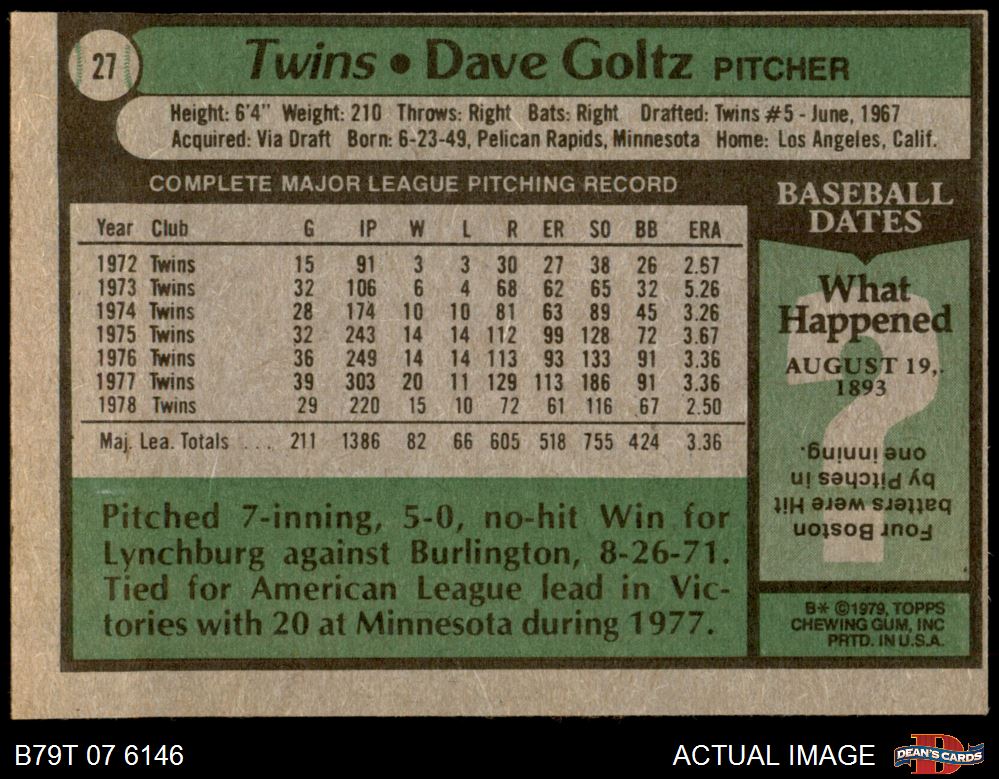 27
Twins • Dave Goltz PITCHER
Height: 6'4" Weight: 210 Throws: Right Bats: Right Drafted: Twins #5 - June, 1967
Acquired: Via Draft Born: 6-23-49, Pelican Rapids, Minnesota Home: Los Angeles, Calif.
COMPLETE MAJOR LEAGUE PITCHING RECORD
Year Club G IP W L R ER SO BB ERA
1972 Twins 15 91 3 3 30 27 38 26 2.67
1973 Twins 32 106 6 4 68 62 65 32 5.26
1974 Twins 28 174 10 10 81 63 89 45 3.26
1975 Twins 32 243 14 14 112 99 128 72 3.67
1976 Twins 36 249 14 14 113 93 133 91 3.36
1977 Twins 39 303 20 11 129 113 186 91 3.36
1978 Twins 29 220 15 10 72 61 116 67 2.50
Maj. Lea. Totals . . . 211 1386 82 66 605 518 755 424 3.36
Pitched 7-inning, 5-0, no-hit Win for
Lynchburg against Burlington, 8-26-71.
Tied for American League lead in Vic-
tories with 20 at Minnesota during 1977.
BASEBALL
DATES
What
Happened
AUGUST 19,.
1893
?
Four Boston
batters were Hit
by Pitches in
one inning.
B* ©1979, TOPPS
CHEWING GUM, INC
PRTD. IN U.S.A.
B79T 07 6146
ACTUAL IMAGE
DEAN'S CARDS